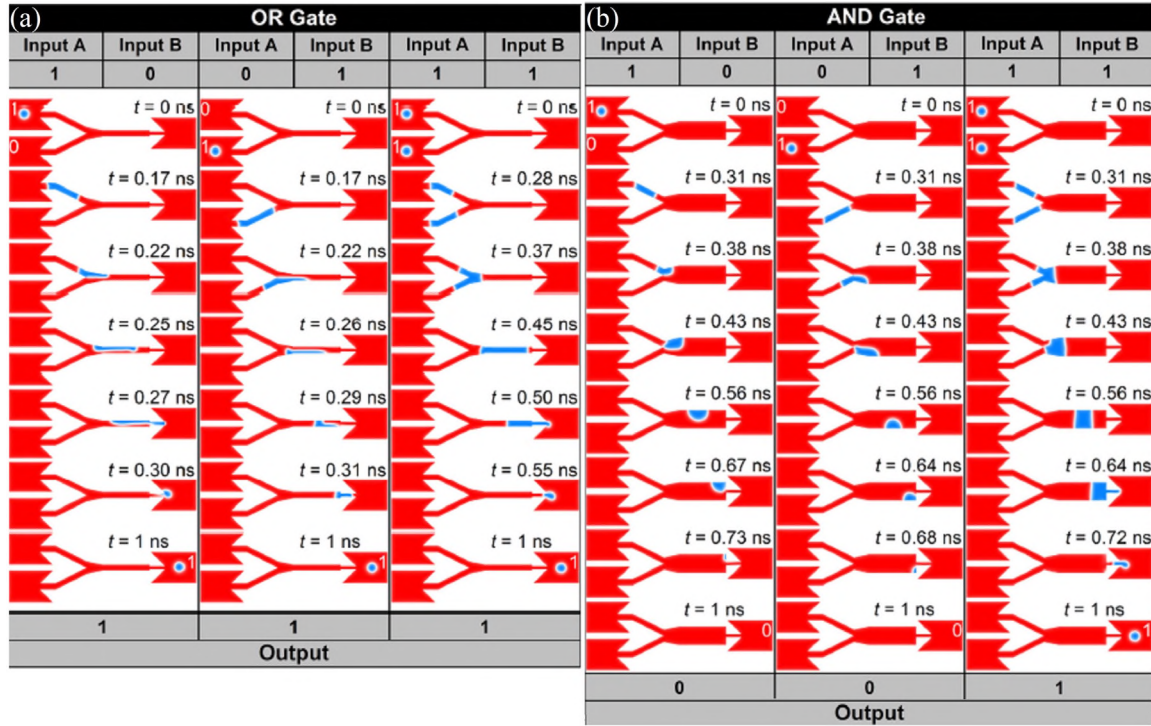 (a) OR Gate
Input A Input B Input A Input B Input A Input B
1 0 0 1 1 1
1 t = 0 ns 0 t = 0 ns 1 t = 0 ns
0 1 1
t = 0.17 ns t = 0.17 ns t = 0.28 ns
t = 0.22 ns t = 0.22 ns t = 0.37 ns
t = 0.25 ns t = 0.26 ns t = 0.45 ns
t = 0.27 ns t = 0.29 ns t = 0.50 ns
t = 0.30 ns t = 0.31 ns t = 0.55 ns
t = 1 ns t = 1 ns t = 1 ns
1 1 1
1 1 1
Output
(b) AND Gate
Input A Input B Input A Input B Input A Input B
1 0 0 1 1 1
1 t = 0 ns 0 t = 0 ns 1 t = 0 ns
0 1 1
t = 0.31 ns t = 0.31 ns t = 0.31 ns
t = 0.38 ns t = 0.38 ns t = 0.38 ns
t = 0.43 ns t = 0.43 ns t = 0.43 ns
t = 0.56 ns t = 0.56 ns t = 0.56 ns
t = 0.67 ns t = 0.64 ns t = 0.64 ns
t = 0.73 ns t = 0.68 ns t = 0.72 ns
t = 1 ns t = 1 ns t = 1 ns
0 0 1
0 0 1
Output